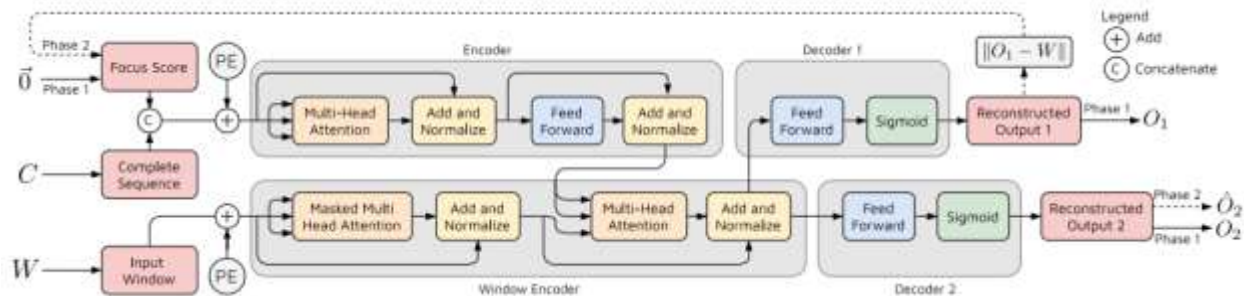 Phase 2
0⃗
Phase 1
Focus Score
PE
Encoder
Decoder 1
‖O₁ − W‖
Legend
+ Add
C Concatenate
C
+
Multi-Head
Attention
Add and
Normalize
Feed
Forward
Add and
Normalize
Feed
Forward
Sigmoid
Reconstructed
Output 1
Phase 1
O₁
C
Complete
Sequence
+
Masked Multi
Head Attention
Add and
Normalize
Multi-Head
Attention
Add and
Normalize
Feed
Forward
Sigmoid
Reconstructed
Output 2
Phase 2
Ô₂
Phase 1
O₂
W
Input
Window
PE
Window Encoder
Decoder 2